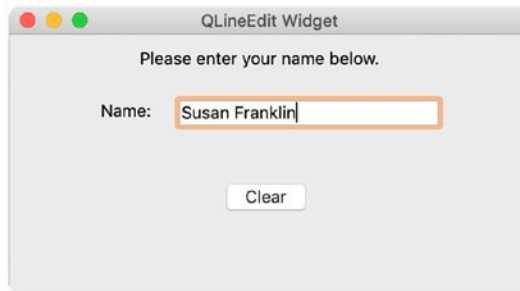 QLineEdit Widget
Please enter your name below.
Name: Susan Franklin
Clear